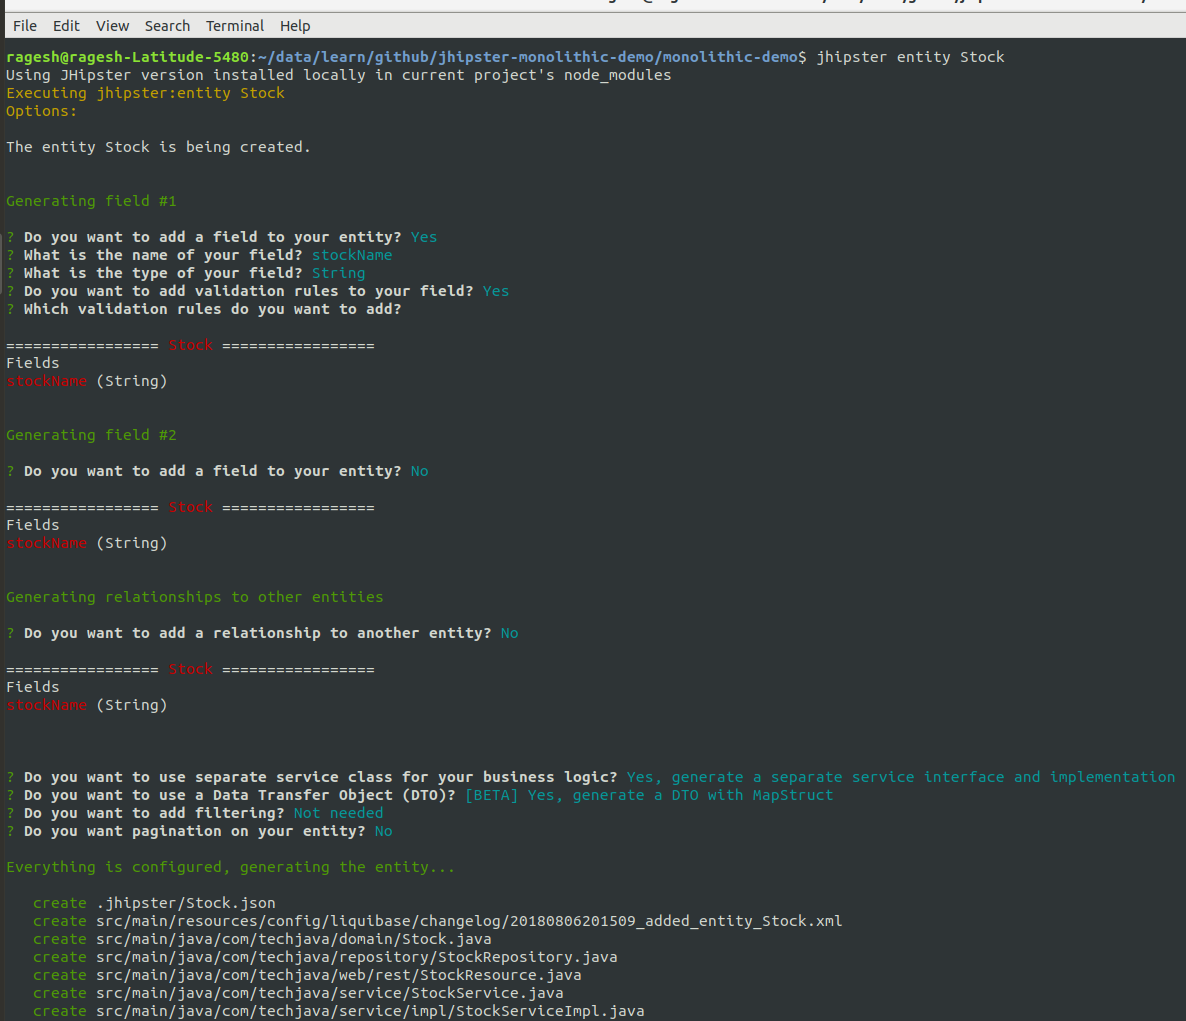 File Edit View Search Terminal Help
ragesh@ragesh-Latitude-5480:~/data/learn/github/jhipster-monolithic-demo/monolithic-demo$ jhipster entity Stock
Using JHipster version installed locally in current project's node_modules
Executing jhipster:entity Stock
Options:
The entity Stock is being created.
Generating field #1
? Do you want to add a field to your entity? Yes
? What is the name of your field? stockName
? What is the type of your field? String
? Do you want to add validation rules to your field? Yes
? Which validation rules do you want to add?
================= Stock =================
Fields
stockName (String)
Generating field #2
? Do you want to add a field to your entity? No
================= Stock =================
Fields
stockName (String)
Generating relationships to other entities
? Do you want to add a relationship to another entity? No
================= Stock =================
Fields
stockName (String)
? Do you want to use separate service class for your business logic? Yes, generate a separate service interface and implementation
? Do you want to use a Data Transfer Object (DTO)? [BETA] Yes, generate a DTO with MapStruct
? Do you want to add filtering? Not needed
? Do you want pagination on your entity? No
Everything is configured, generating the entity...
create .jhipster/Stock.json
create src/main/resources/config/liquibase/changelog/20180806201509_added_entity_Stock.xml
create src/main/java/com/techjava/domain/Stock.java
create src/main/java/com/techjava/repository/StockRepository.java
create src/main/java/com/techjava/web/rest/StockResource.java
create src/main/java/com/techjava/service/StockService.java
create src/main/java/com/techjava/service/impl/StockServiceImpl.java